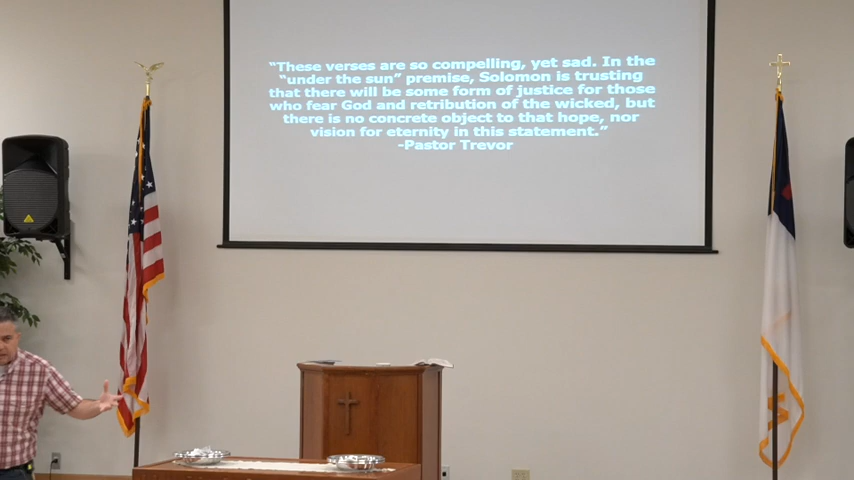 “These verses are so compelling, yet sad. In the
“under the sun” premise, Solomon is trusting
that there will be some form of justice for those
who fear God and retribution of the wicked, but
there is no concrete object to that hope, nor
vision for eternity in this statement.”
-Pastor Trevor